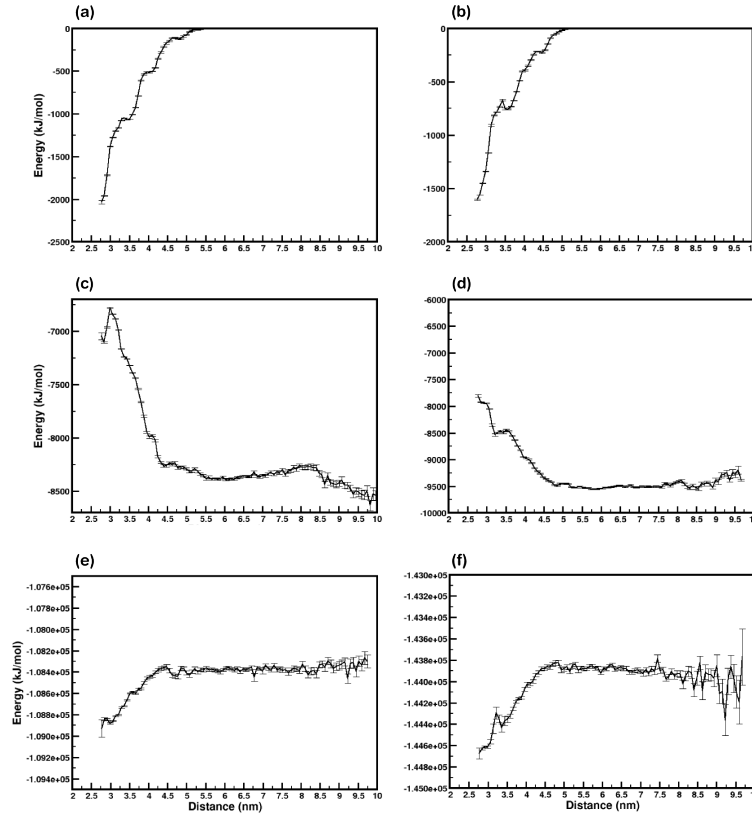 (a)
0
-500
-1000
-1500
-2000
-2500
Energy (kJ/mol)
2 2.5 3 3.5 4 4.5 5 5.5 6 6.5 7 7.5 8 8.5 9 9.5 10
(b)
0
-500
-1000
-1500
-2000
2 2.5 3 3.5 4 4.5 5 5.5 6 6.5 7 7.5 8 8.5 9 9.5 10
(c)
-7000
-7500
-8000
-8500
Energy (kJ/mol)
2 2.5 3 3.5 4 4.5 5 5.5 6 6.5 7 7.5 8 8.5 9 9.5 10
(d)
-6000
-6500
-7000
-7500
-8000
-8500
-9000
-9500
-10000
2 2.5 3 3.5 4 4.5 5 5.5 6 6.5 7 7.5 8 8.5 9 9.5 10
(e)
-1.076e+05
-1.078e+05
-1.080e+05
-1.082e+05
-1.084e+05
-1.086e+05
-1.088e+05
-1.090e+05
-1.092e+05
-1.094e+05
Energy (kJ/mol)
2 2.5 3 3.5 4 4.5 5 5.5 6 6.5 7 7.5 8 8.5 9 9.5 10
Distance (nm)
(f)
-1.430e+05
-1.432e+05
-1.434e+05
-1.436e+05
-1.438e+05
-1.440e+05
-1.442e+05
-1.444e+05
-1.446e+05
-1.448e+05
-1.450e+05
2 2.5 3 3.5 4 4.5 5 5.5 6 6.5 7 7.5 8 8.5 9 9.5 10
Distance (nm)